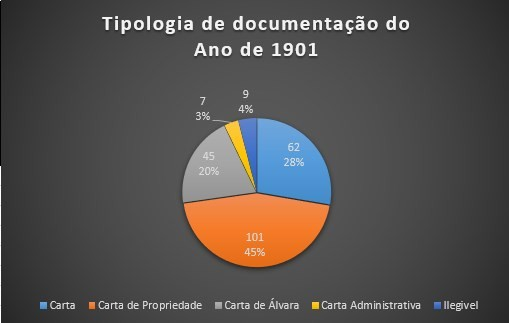 Tipologia de documentação do
Ano de 1901
9
4%
7
3%
62
28%
45
20%
101
45%
Carta
Carta de Propriedade
Carta de Álvara
Carta Administrativa
Ilegivel